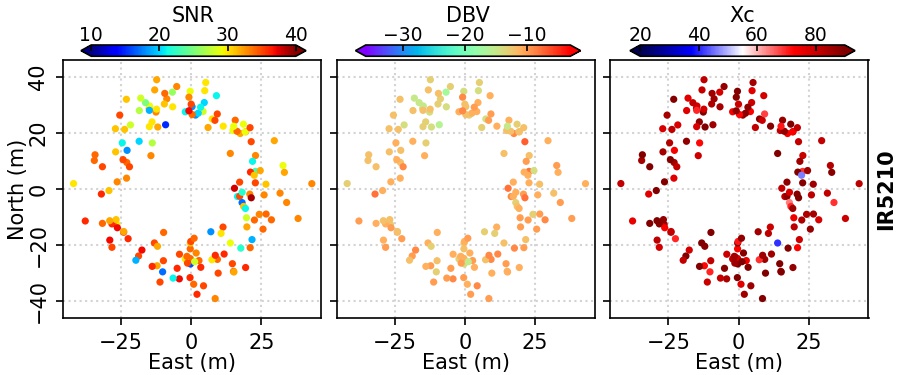 SNR DBV Xc
10 20 30 40 −30 −20 −10 20 40 60 80
40
20
0
−20
−40
North (m)
IR5210
−25 0 25 −25 0 25 −25 0 25
East (m) East (m) East (m)